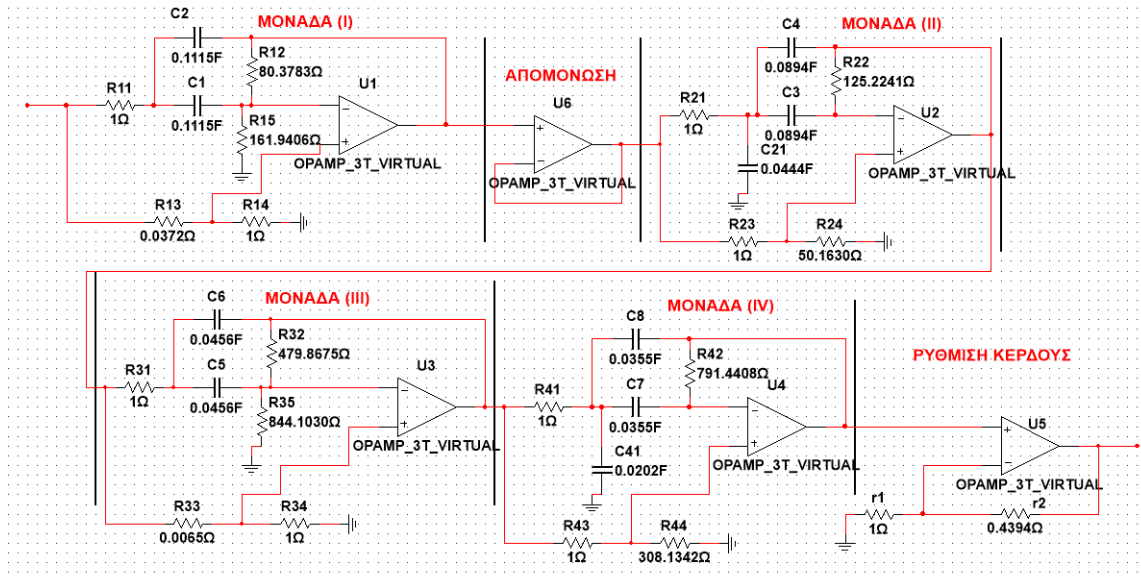 ΜΟΝΑΔΑ (I)
C2
0.1115F
R12
80.3783Ω
R11
1Ω
C1
0.1115F
R15
161.9406Ω
U1
OPAMP_3T_VIRTUAL
R13
0.0372Ω
R14
1Ω
ΑΠΟΜΟΝΩΣΗ
U6
OPAMP_3T_VIRTUAL
ΜΟΝΑΔΑ (II)
C4
0.0894F
R22
125.2241Ω
R21
1Ω
C3
0.0894F
C21
0.0444F
U2
OPAMP_3T_VIRTUAL
R23
1Ω
R24
50.1630Ω
ΜΟΝΑΔΑ (III)
C6
0.0456F
R32
479.8675Ω
R31
1Ω
C5
0.0456F
R35
844.1030Ω
U3
OPAMP_3T_VIRTUAL
R33
0.0065Ω
R34
1Ω
ΜΟΝΑΔΑ (IV)
C8
0.0355F
R42
791.4408Ω
R41
1Ω
C7
0.0355F
C41
0.0202F
U4
OPAMP_3T_VIRTUAL
R43
1Ω
R44
308.1342Ω
ΡΥΘΜΙΣΗ ΚΕΡΔΟΥΣ
U5
OPAMP_3T_VIRTUAL
r1
1Ω
r2
0.4394Ω